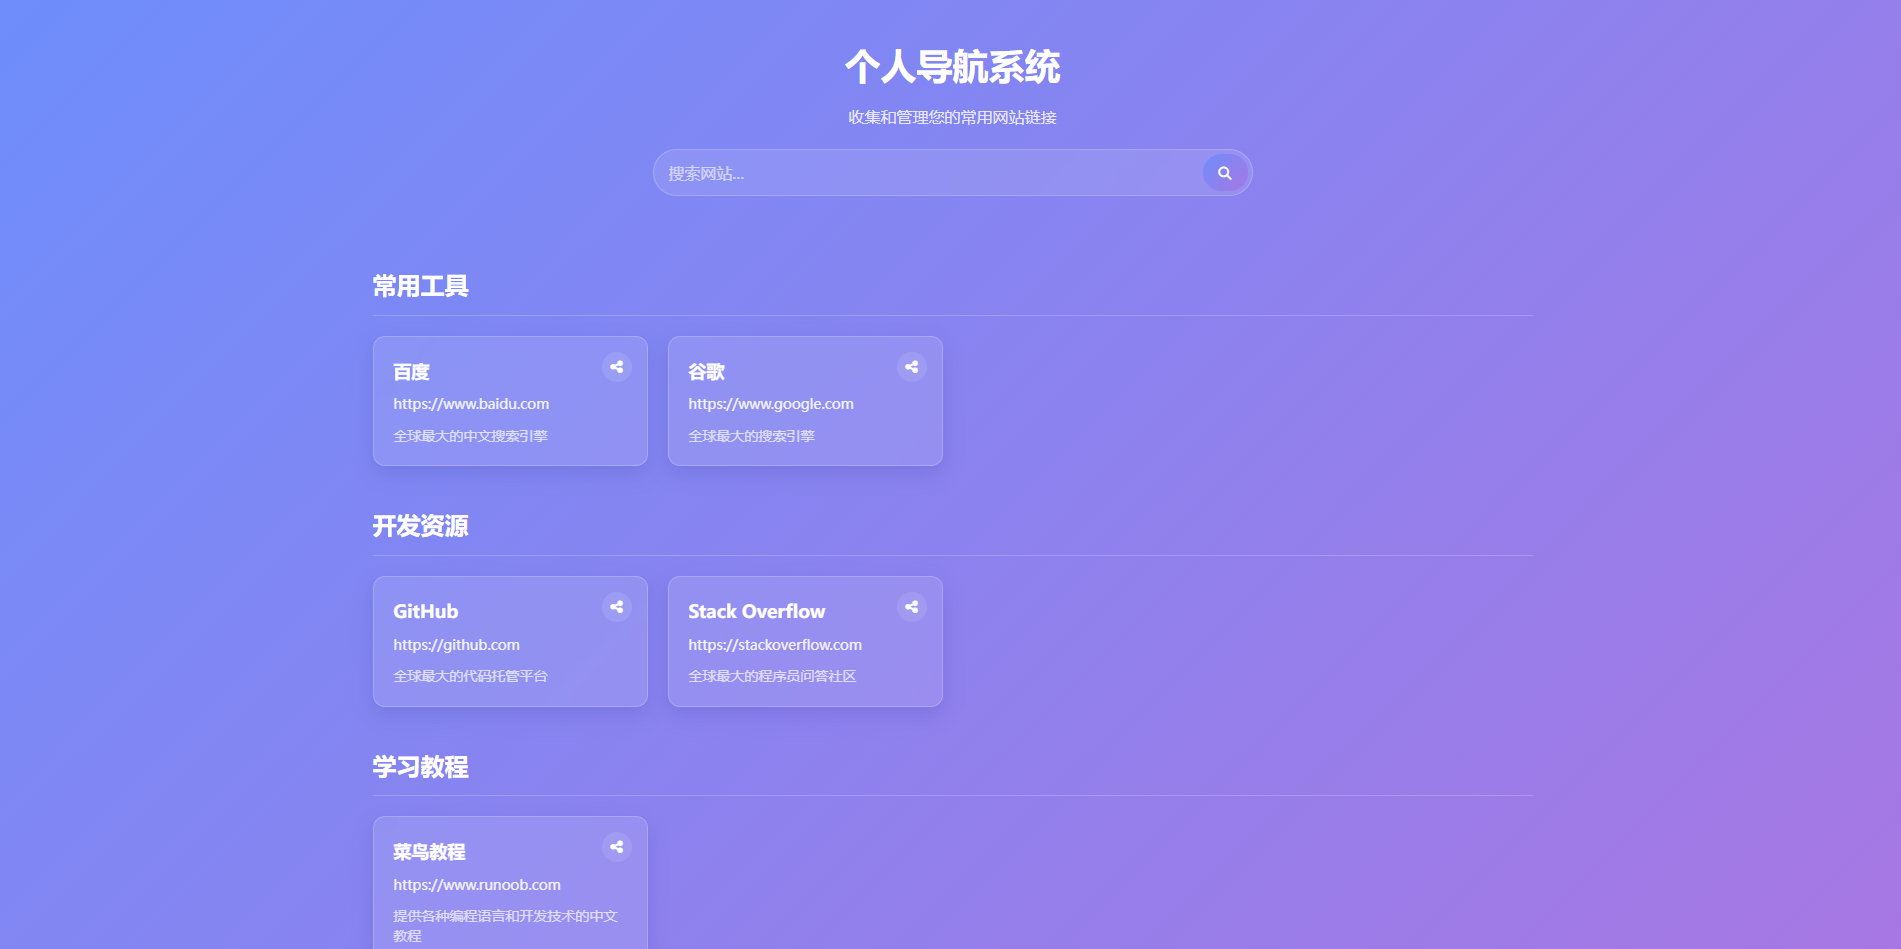 个人导航系统
收集和管理您的常用网站链接
搜索网站...
常用工具
百度
https://www.baidu.com
全球最大的中文搜索引擎
谷歌
https://www.google.com
全球最大的搜索引擎
开发资源
GitHub
https://github.com
全球最大的代码托管平台
Stack Overflow
https://stackoverflow.com
全球最大的程序员问答社区
学习教程
菜鸟教程
https://www.runoob.com
提供各种编程语言和开发技术的中文
教程